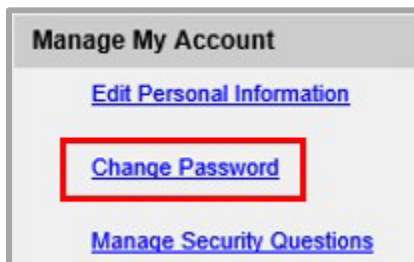 Manage My Account
Edit Personal Information
Change Password
Manage Security Questions